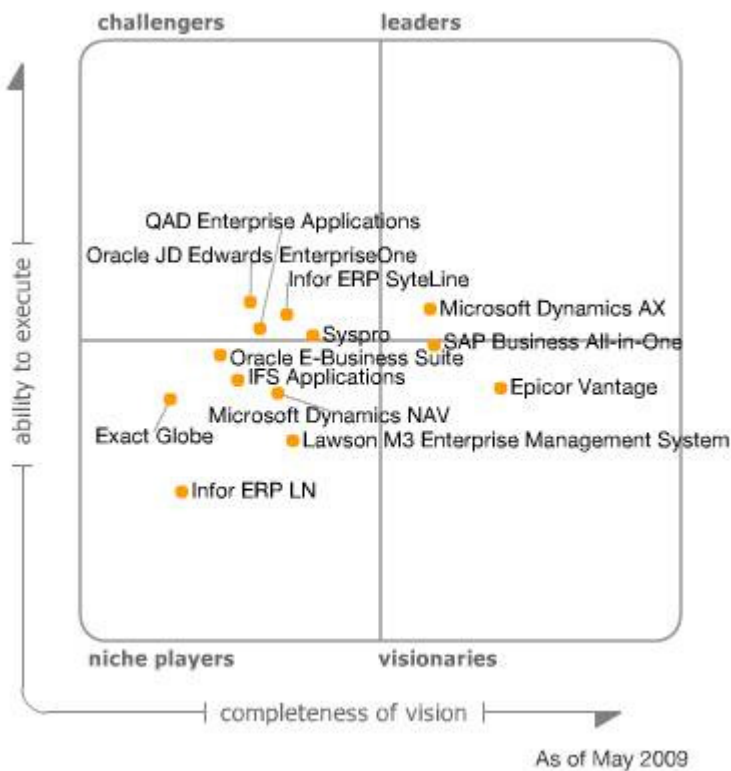 challengers
leaders
QAD Enterprise Applications
Oracle JD Edwards EnterpriseOne
Infor ERP SyteLine
Microsoft Dynamics AX
Syspro
SAP Business All-in-One
Oracle E-Business Suite
IFS Applications
Epicor Vantage
Microsoft Dynamics NAV
Exact Globe
Lawson M3 Enterprise Management System
Infor ERP LN
ability to execute
niche players
visionaries
completeness of vision
As of May 2009